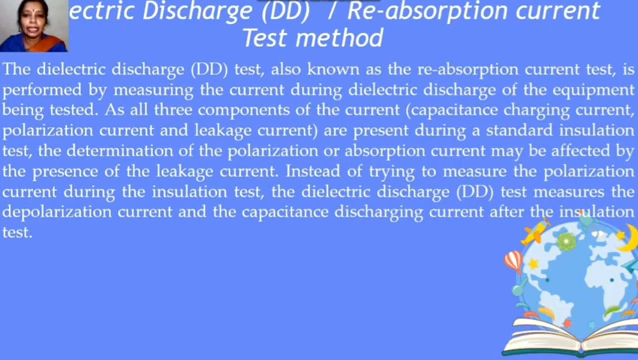 ectric Discharge (DD) / Re-absorption current
Test method
The dielectric discharge (DD) test, also known as the re-absorption current test, is
performed by measuring the current during dielectric discharge of the equipment
being tested. As all three components of the current (capacitance charging current,
polarization current and leakage current) are present during a standard insulation
test, the determination of the polarization or absorption current may be affected by
the presence of the leakage current. Instead of trying to measure the polarization
current during the insulation test, the dielectric discharge (DD) test measures the
depolarization current and the capacitance discharging current after the insulation
test.